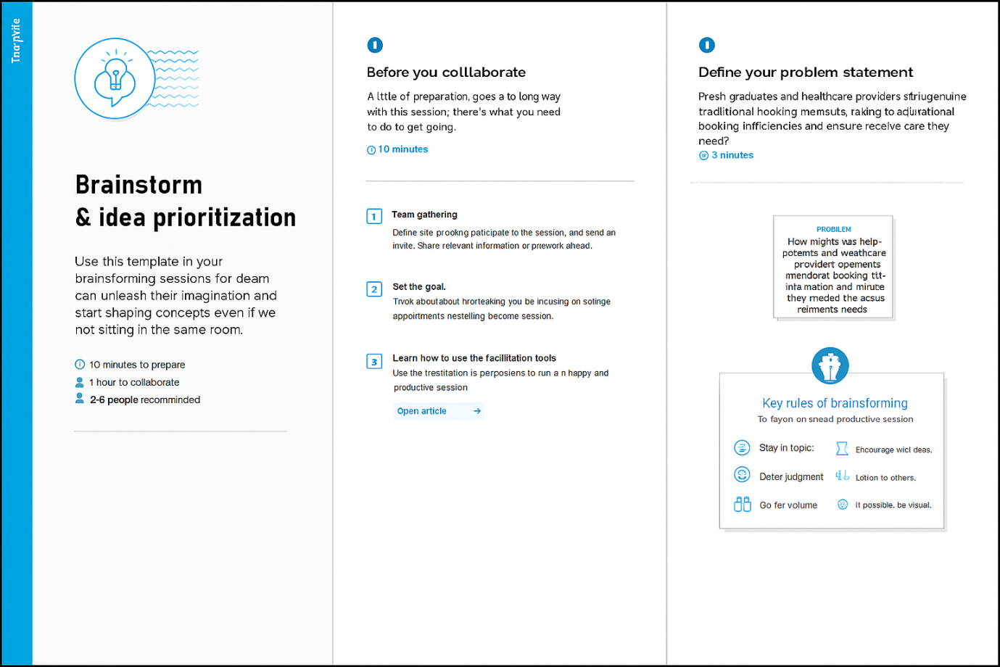 Brainstorm
& idea prioritization
Use this template in your
brainsforming sessions for deam
can unleash their imagination and
start shaping concepts even if we
not sitting in the same room.
10 minutes to prepare
1 hour to collaborate
2-6 people recomminded
Before you colllaborate
A lttle of preparation, goes a to long way
with this session; there's what you need
to do to get going.
10 minutes
1 Team gathering
Define site prookng paticipate to the session, and send an
invite. Share relevant information or prework ahead.
2 Set the goal.
Trvok aboutabout hrorteaking you be incusing on sotinge
appoirtments nestelling become session.
3 Learn how to use the facillitation tools
Use the trestitation is perposiens to run a n happy and
productive session
Open article →
Define your problem statement
Presh graduates and healthcare providers
tradlitional hooking memsuts, raking to
booking infficiencies and ensure recelve care they
need?
3 ninutes
PROBILEM
How mights was help-
potemts and weathcare
providert opements
mendorat booking ttt-
inta mation and minute
they meded the acsus
reiments needs
Key rules of brainsforming
To fayon on snead productive session
Stay in topic:
Encourage wicl deas.
Deter judgment
Lotion to others.
Go fer volume
It possible. be visual.